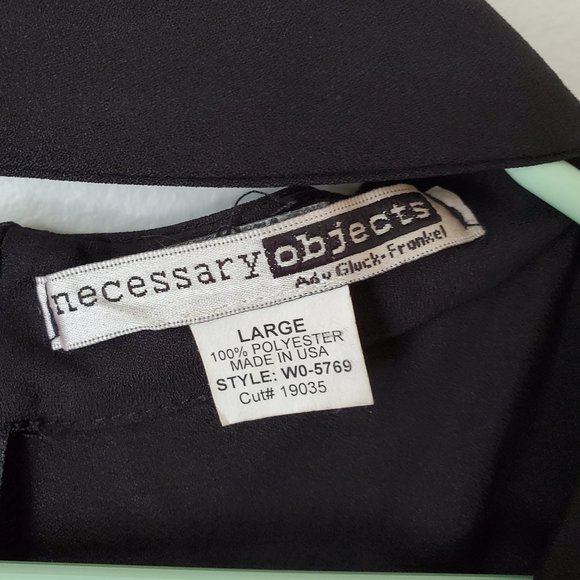 necessary objects
Ady Gluck-Frankel
LARGE
100% POLYESTER
MADE IN USA
STYLE: W0-5769
Cut# 19035